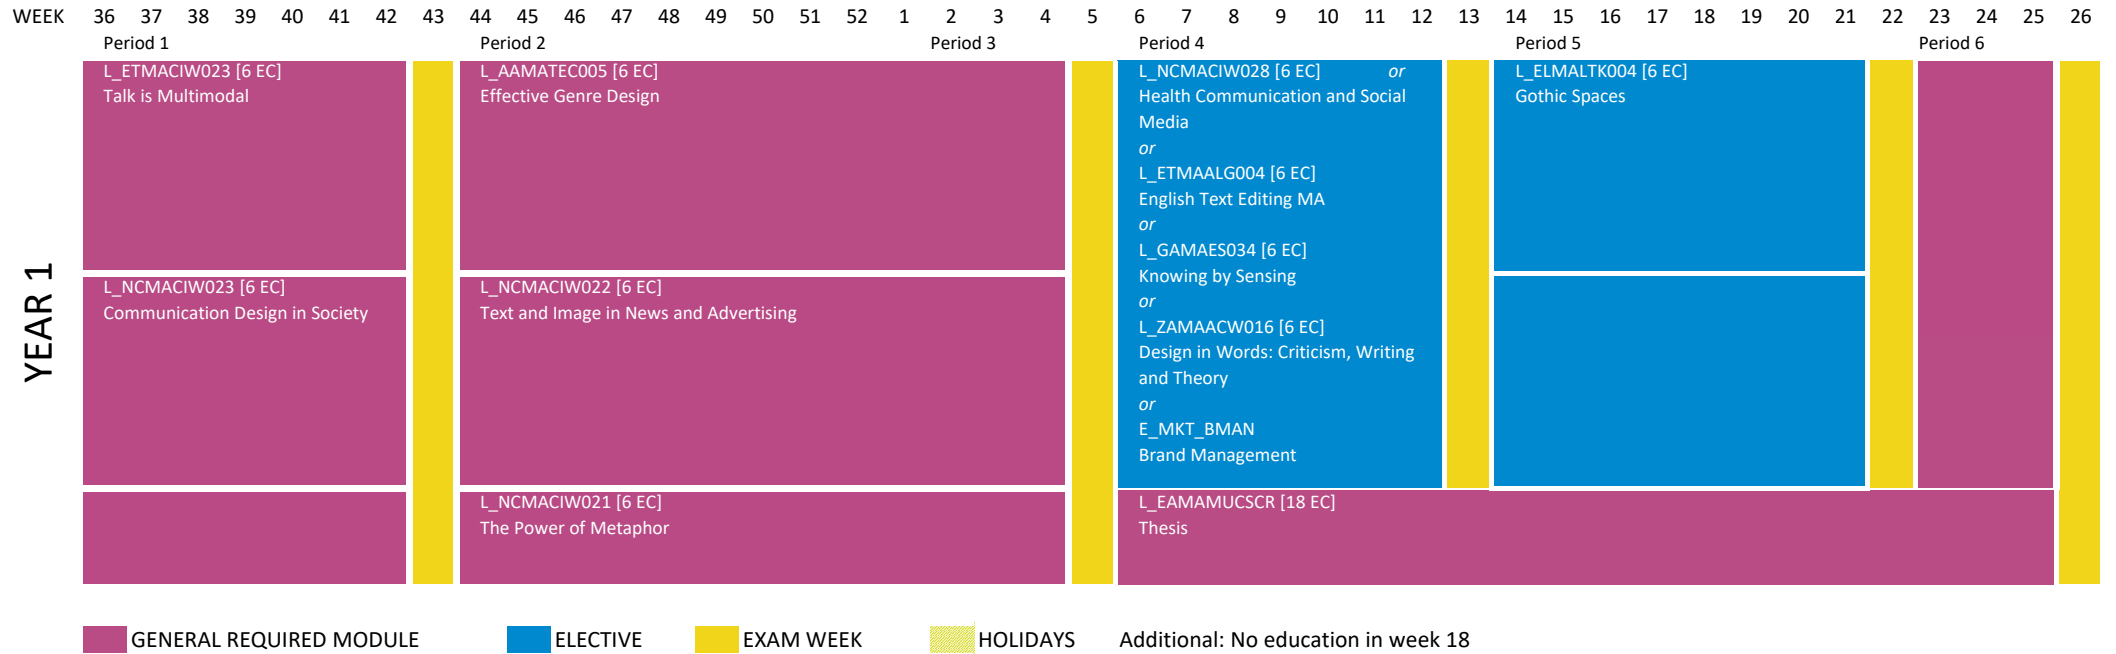 WEEK 36 37 38 39 40 41 42 43 44 45 46 47 48 49 50 51 52 1 2 3 4 5 6 7 8 9 10 11 12 13 14 15 16 17 18 19 20 21 22 23 24 25 26
Period 1 Period 2 Period 3 Period 4 Period 5 Period 6
YEAR 1
L_ETMACIW023 [6 EC]
Talk is Multimodal
L_AAMATEC005 [6 EC]
Effective Genre Design
L_NCMACIW028 [6 EC] or
Health Communication and Social
Media
or
L_ETMAALG004 [6 EC]
English Text Editing MA
or
L_GAMAES034 [6 EC]
Knowing by Sensing
or
L_ZAMAACW016 [6 EC]
Design in Words: Criticism, Writing
and Theory
or
E_MKT_BMAN
Brand Management
L_ELMALTK004 [6 EC]
Gothic Spaces
L_NCMACIW023 [6 EC]
Communication Design in Society
L_NCMACIW022 [6 EC]
Text and Image in News and Advertising
L_NCMACIW021 [6 EC]
The Power of Metaphor
L_EAMAMUCSCR [18 EC]
Thesis
GENERAL REQUIRED MODULE ELECTIVE EXAM WEEK HOLIDAYS Additional: No education in week 18